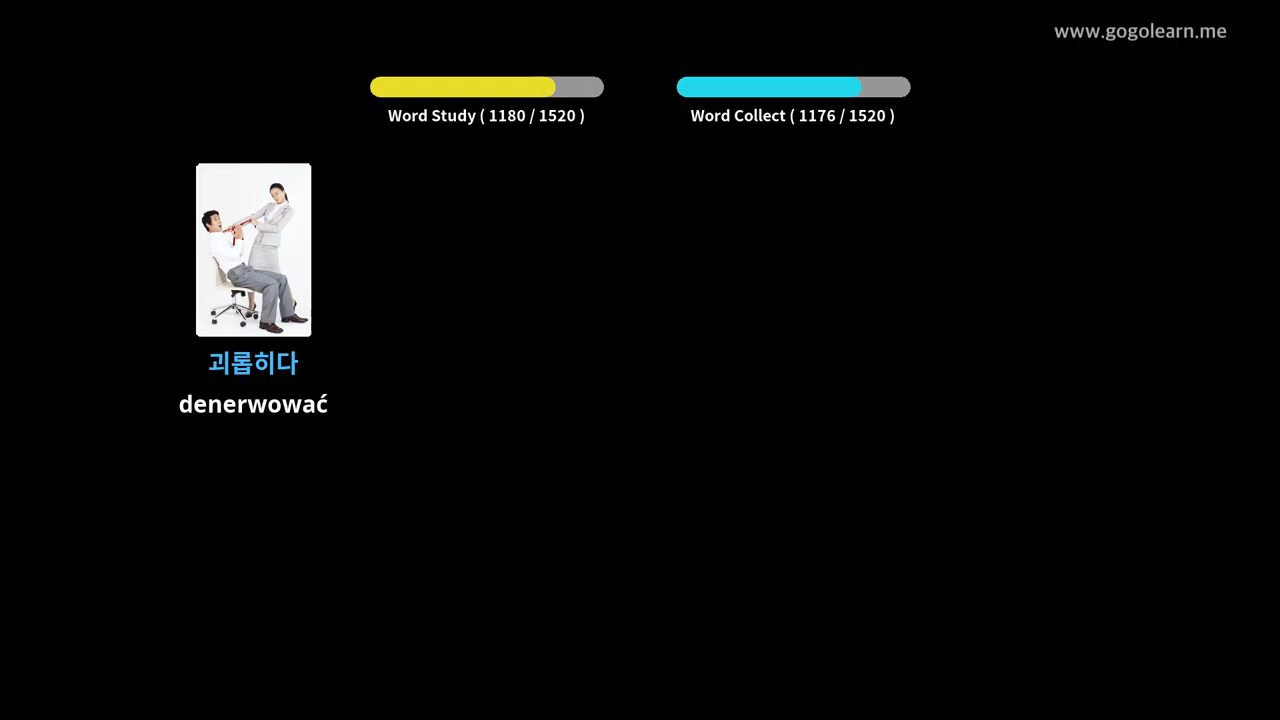 www.gogolearn.me
Word Study ( 1180 / 1520 )
Word Collect ( 1176 / 1520 )
괴롭히다
denerwować